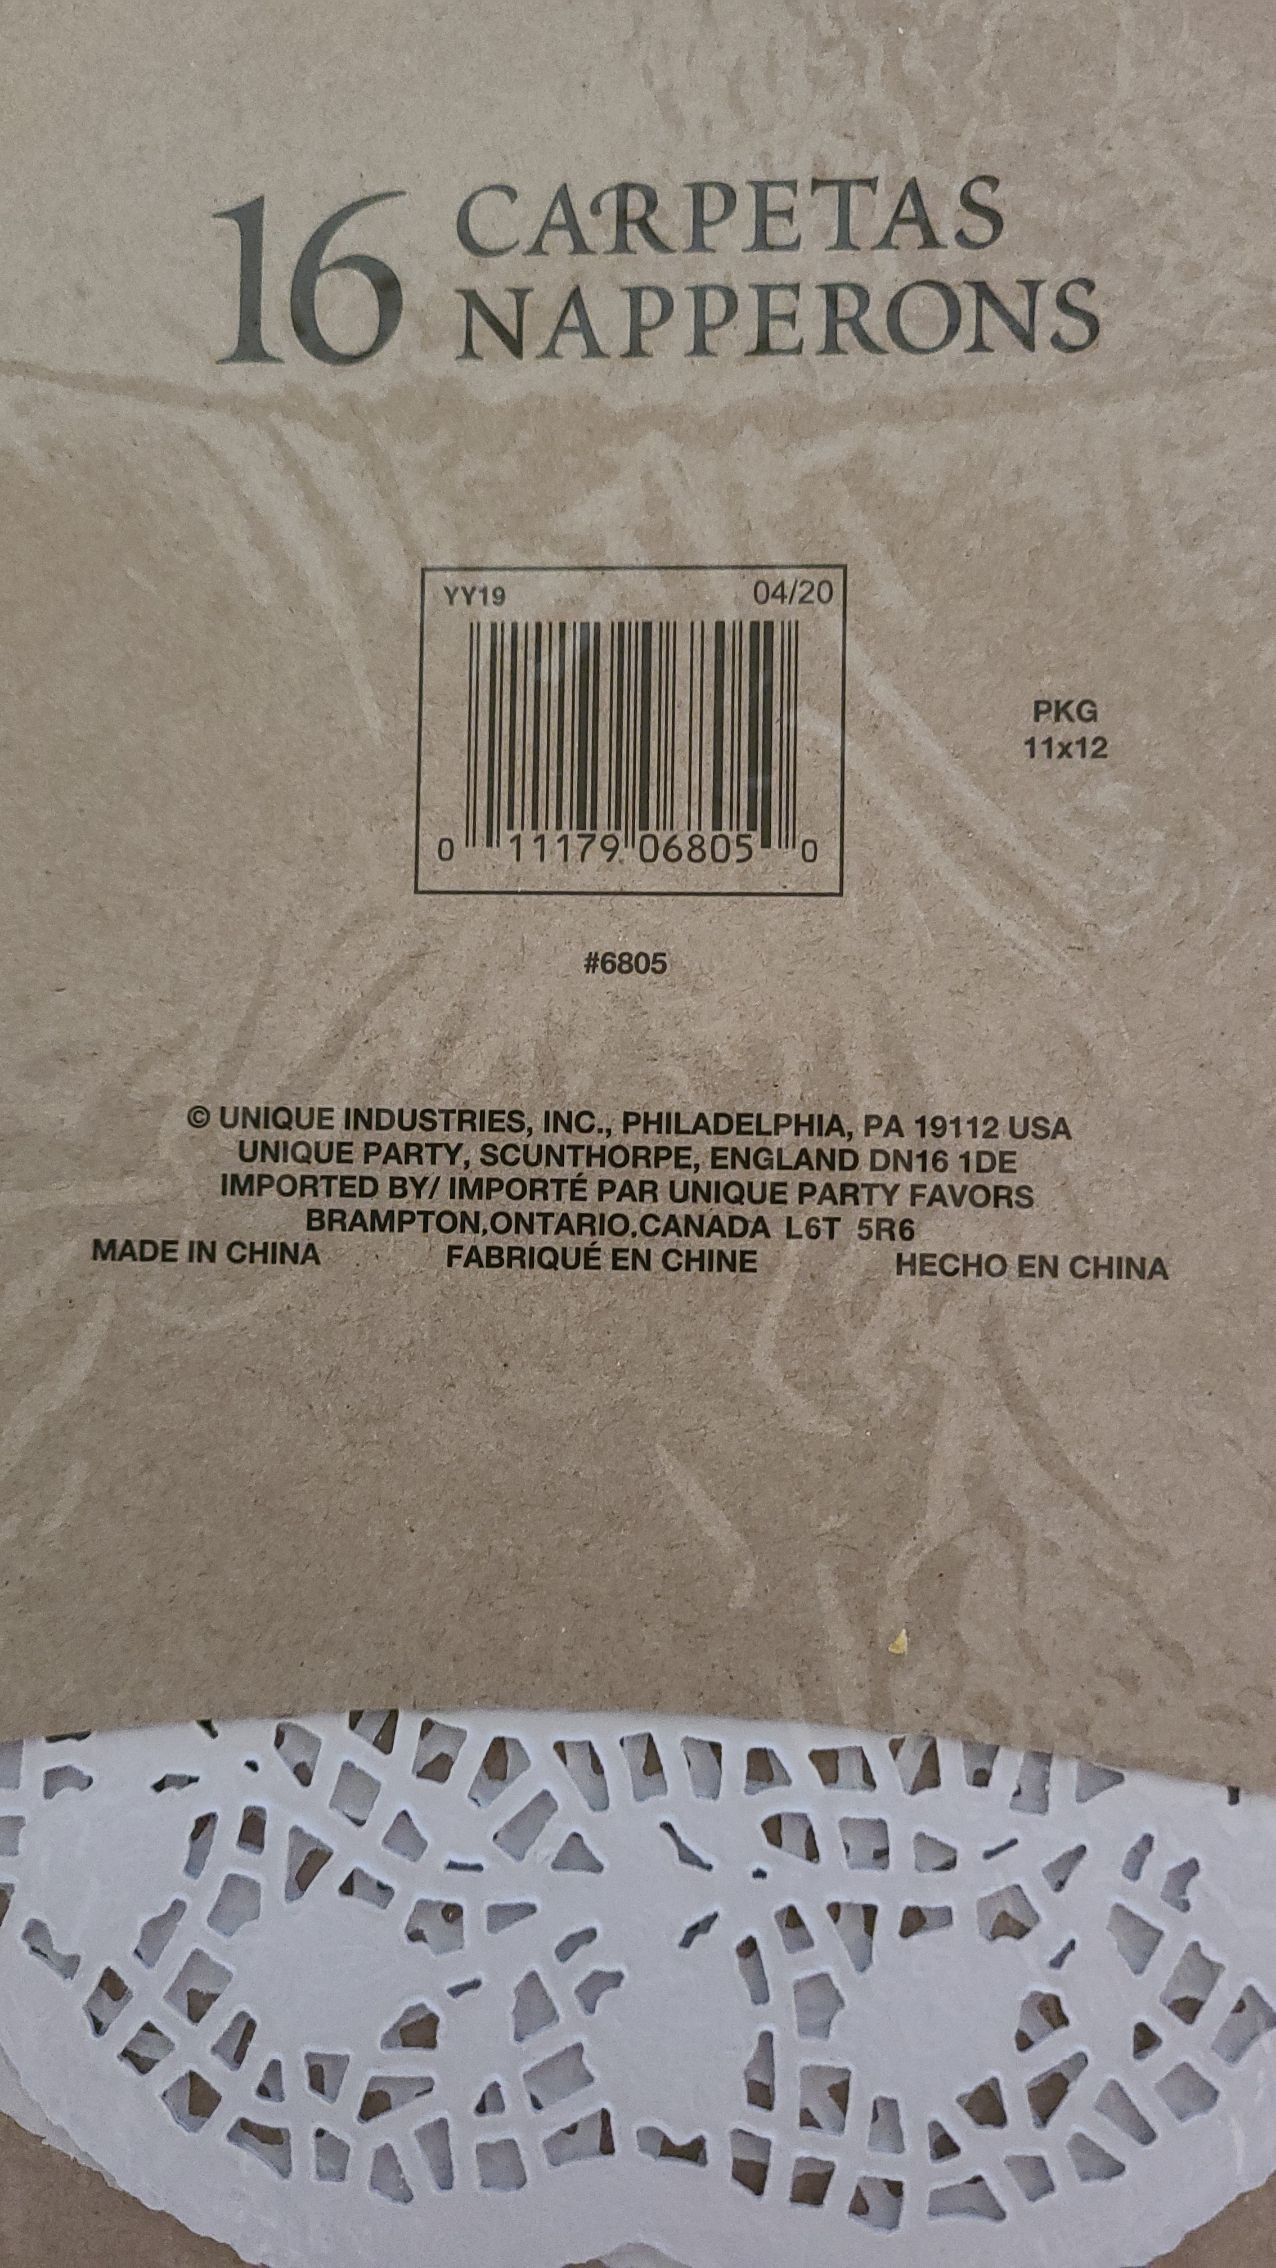 16 CARPETAS
NAPPERONS
YY19 04/20
0 11179 06805 0
PKG
11x12
#6805
© UNIQUE INDUSTRIES, INC., PHILADELPHIA, PA 19112 USA
UNIQUE PARTY, SCUNTHORPE, ENGLAND DN16 1DE
IMPORTED BY/ IMPORTÉ PAR UNIQUE PARTY FAVORS
BRAMPTON,ONTARIO,CANADA L6T 5R6
MADE IN CHINA FABRIQUÉ EN CHINE HECHO EN CHINA